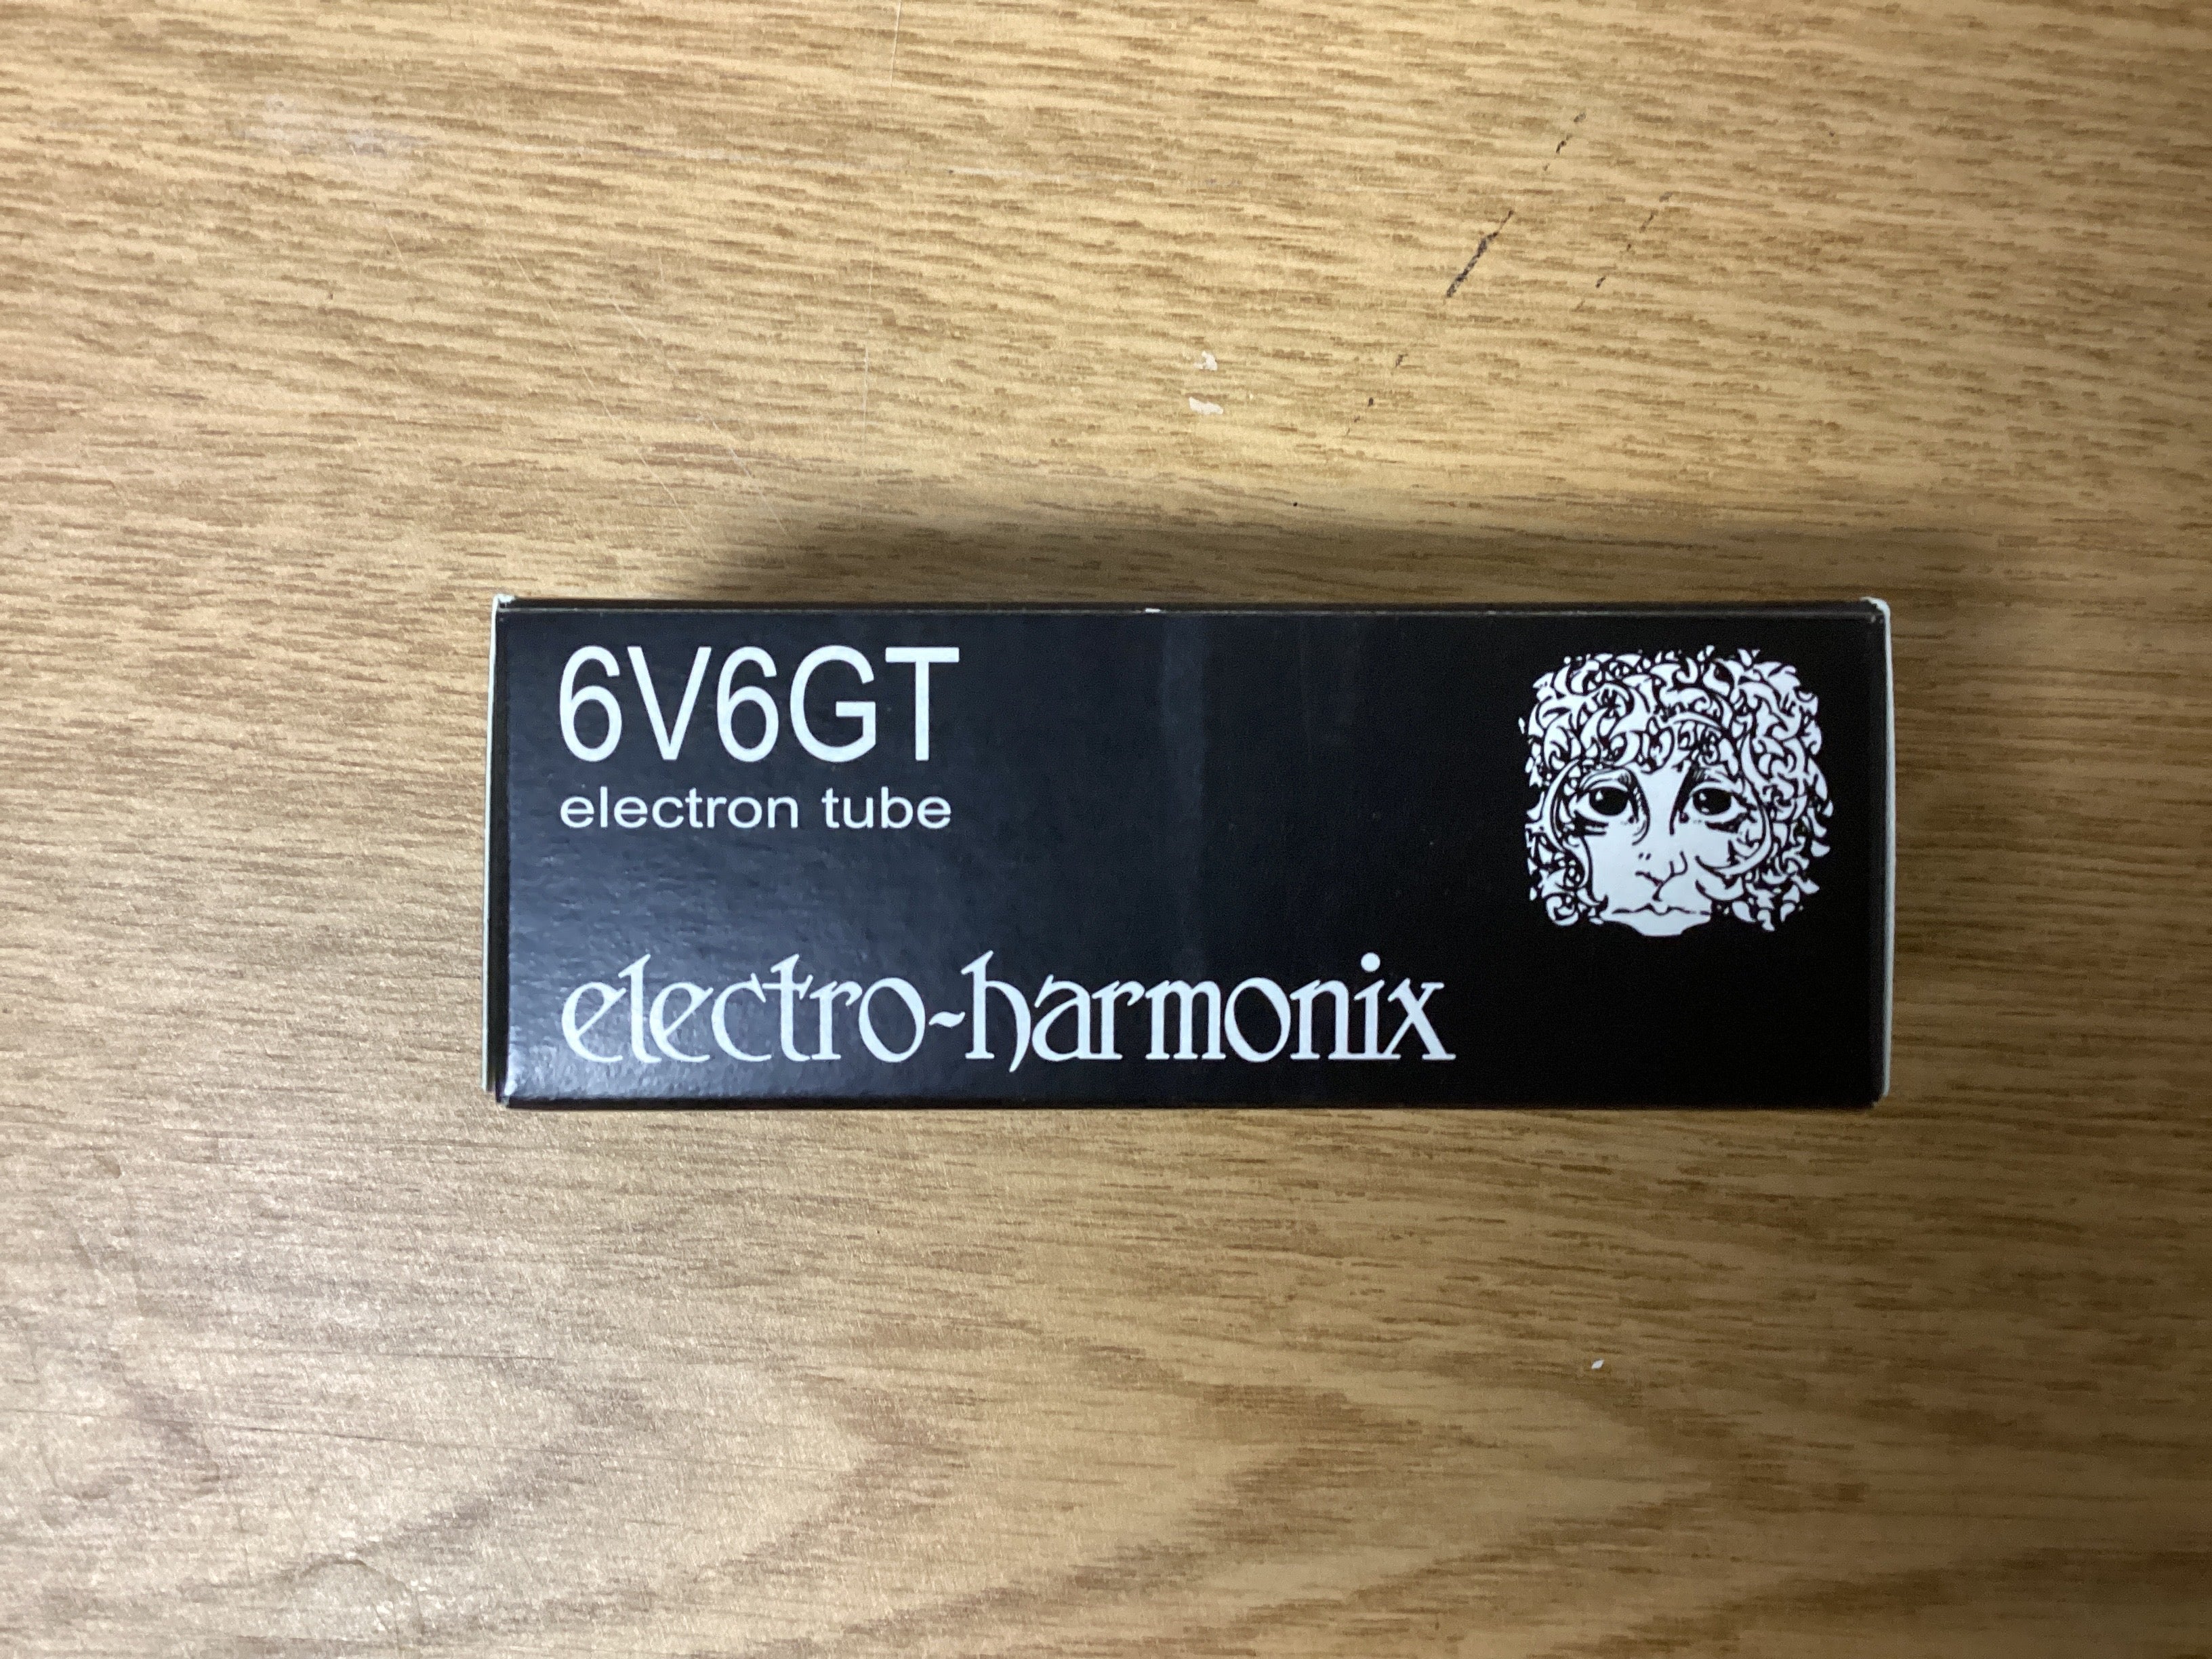 6V6GT
electron tube
electro-harmonix